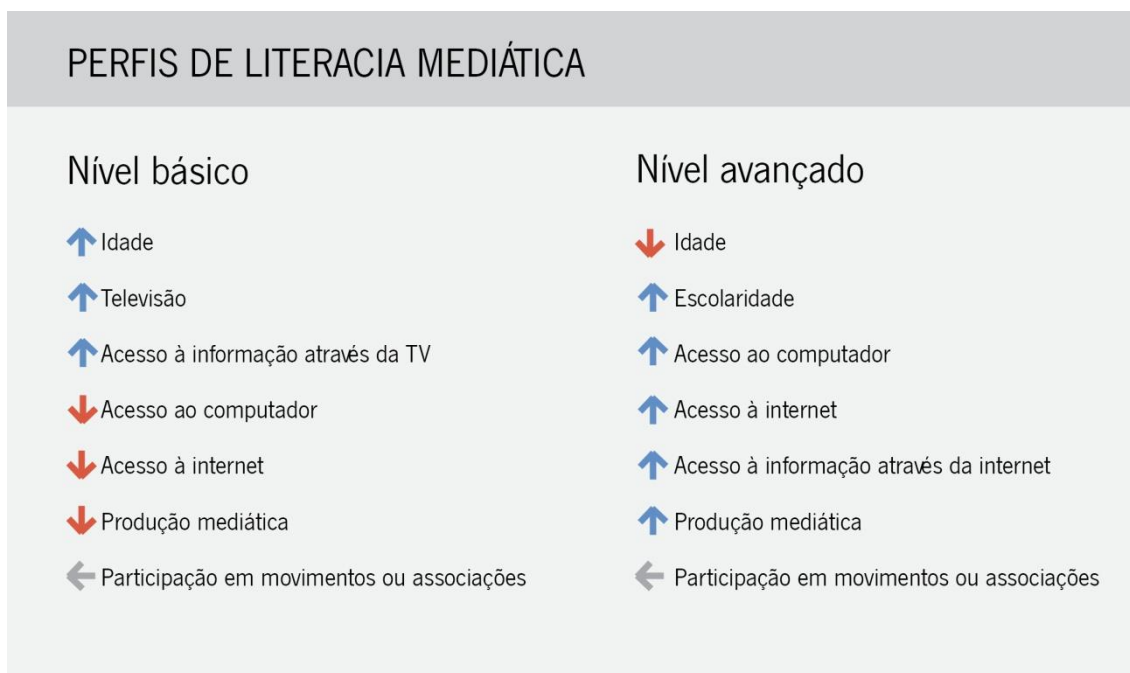 PERFIS DE LITERACIA MEDIÁTICA
Nível básico
Idade
Televisão
Acesso à informação através da TV
Acesso ao computador
Acesso à internet
Produção mediática
Participação em movimentos ou associações
Nível avançado
Idade
Escolaridade
Acesso ao computador
Acesso à internet
Acesso à informação através da internet
Produção mediática
Participação em movimentos ou associações